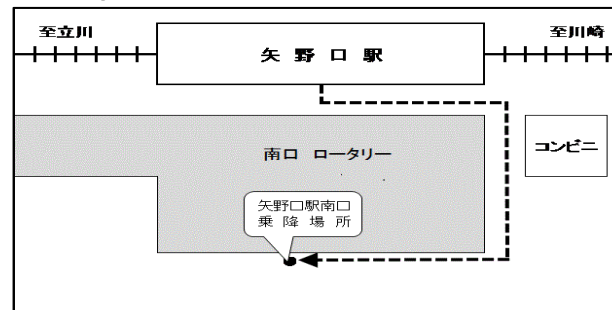 至立川
矢野口駅
至川崎
南口 ロータリー
コンビニ
矢野口駅南口
乗降場所